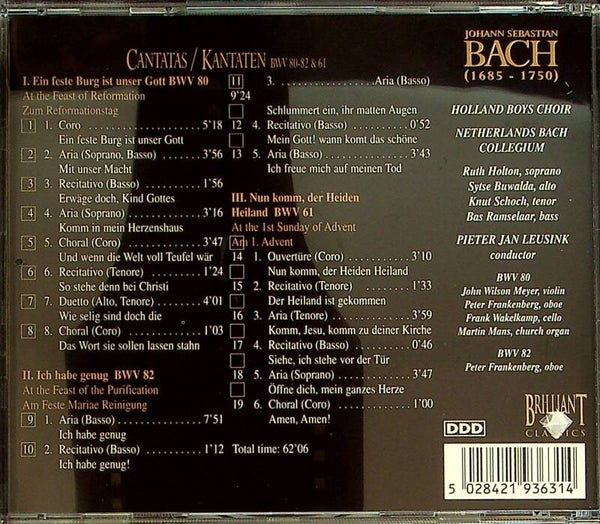 CANTATAS / KANTATEN BWV 80-82 & 61
I. Ein feste Burg ist unser Gott BWV 80
At the Feast of Reformation
Zum Reformationstag
1 1. Coro 5'18
Ein feste Burg ist unser Gott
2 2. Aria (Soprano, Basso) 3'56
Mit unser Macht
3 3. Recitativo (Basso) 1'56
Erwäge doch, Kind Gottes
4 4. Aria (Soprano) 3'16
Komm in mein Herzenshaus
5 5. Choral (Coro) 3'47
Und wenn die Welt voll Teufel wär
6 6. Recitativo (Tenore) 1'24
So stehe denn bei Christi
7 7. Duetto (Alto, Tenore) 4'01
Wie selig sind doch die
8 8. Choral (Coro) 1'03
Das Wort sie sollen lassen stahn
II. Ich habe genug BWV 82
At the Feast of the Purification
Am Feste Mariae Reinigung
9 1. Aria (Basso) 7'51
Ich habe genug
10 2. Recitativo (Basso) 1'12
Ich habe genug!
11 3. Aria (Basso)
9'24
Schlummert ein, ihr matten Augen
12 4. Recitativo (Basso) 0'52
Mein Gott! wann komt das schöne
13 5. Aria (Basso) 3'43
Ich freue mich auf meinen Tod
III. Nun komm, der Heiden
Heiland BWV 61
At the 1st Sunday of Advent
Am 1. Advent
14 1. Ouvertüre (Coro) 3'10
Nun komm, der Heiden Heiland
15 2. Recitativo (Tenore) 1'33
Der Heiland ist gekommen
16 3. Aria (Tenore) 3'59
Komm, Jesu, komm zu deiner Kirche
17 4. Recitativo (Basso) 0'46
Siehe, ich stehe vor der Tür
18 5. Aria (Soprano) 3'47
Öffne dich, mein ganzes Herze
19 6. Choral (Coro) 1'00
Amen, Amen!
Total time: 62'06
JOHANN SEBASTIAN
BACH
(1685 - 1750)
HOLLAND BOYS CHOIR
NETHERLANDS BACH
COLLEGIUM
Ruth Holton, soprano
Sytse Buwalda, alto
Knut Schoch, tenor
Bas Ramselaar, bass
PIETER JAN LEUSINK
conductor
BWV 80
John Wilson Meyer, violin
Peter Frankenberg, oboe
Frank Wakelkamp, cello
Martin Mans, church organ
BWV 82
Peter Frankenberg, oboe
DDD
BRILLIANT
CLASSICS
5 028421 936314